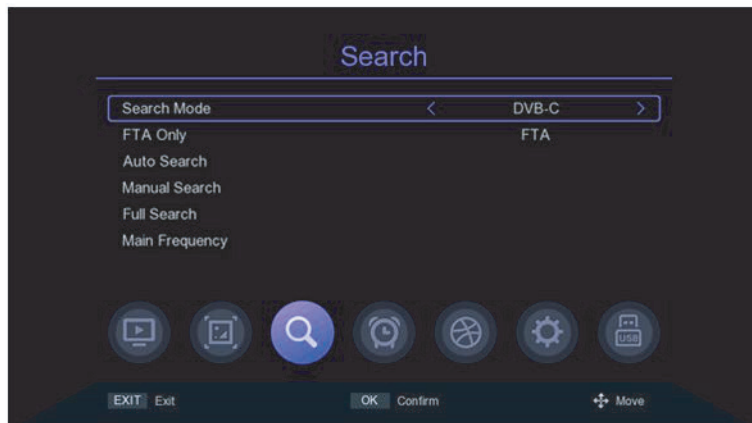 Search
Search Mode < DVB-C >
FTA Only FTA
Auto Search
Manual Search
Full Search
Main Frequency
USB
EXIT Exit OK Confirm Move